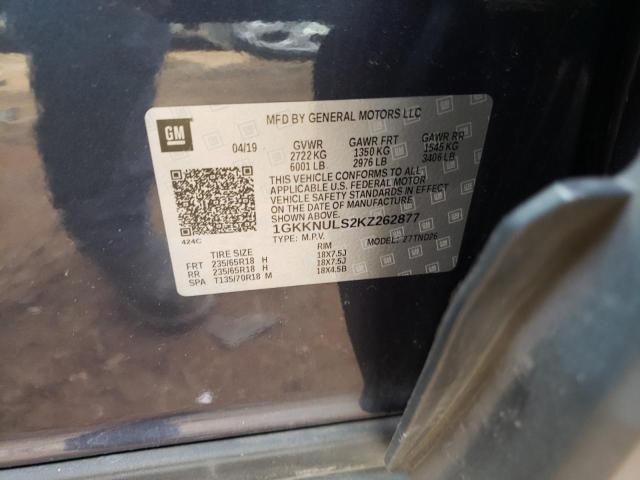 MFD BY GENERAL MOTORS LLC
GM
04/19 GVWR GAWR FRT GAWR RR
2722 KG 1350 KG 1545 KG
6001 LB 2976 LB 3406 LB
THIS VEHICLE CONFORMS TO ALL
APPLICABLE U.S. FEDERAL MOTOR
VEHICLE SAFETY STANDARDS IN EFFECT
ON THE DATE OF MANUFACTURE
SHOWN ABOVE.
1GKKNULS2KZ262877
424C
TYPE: M.P.V. MODEL: 27TND26
TIRE SIZE RIM
FRT 235/65R18 H 18X7.5J
RR 235/65R18 H 18X7.5J
SPA T135/70R18 M 18X4.5B